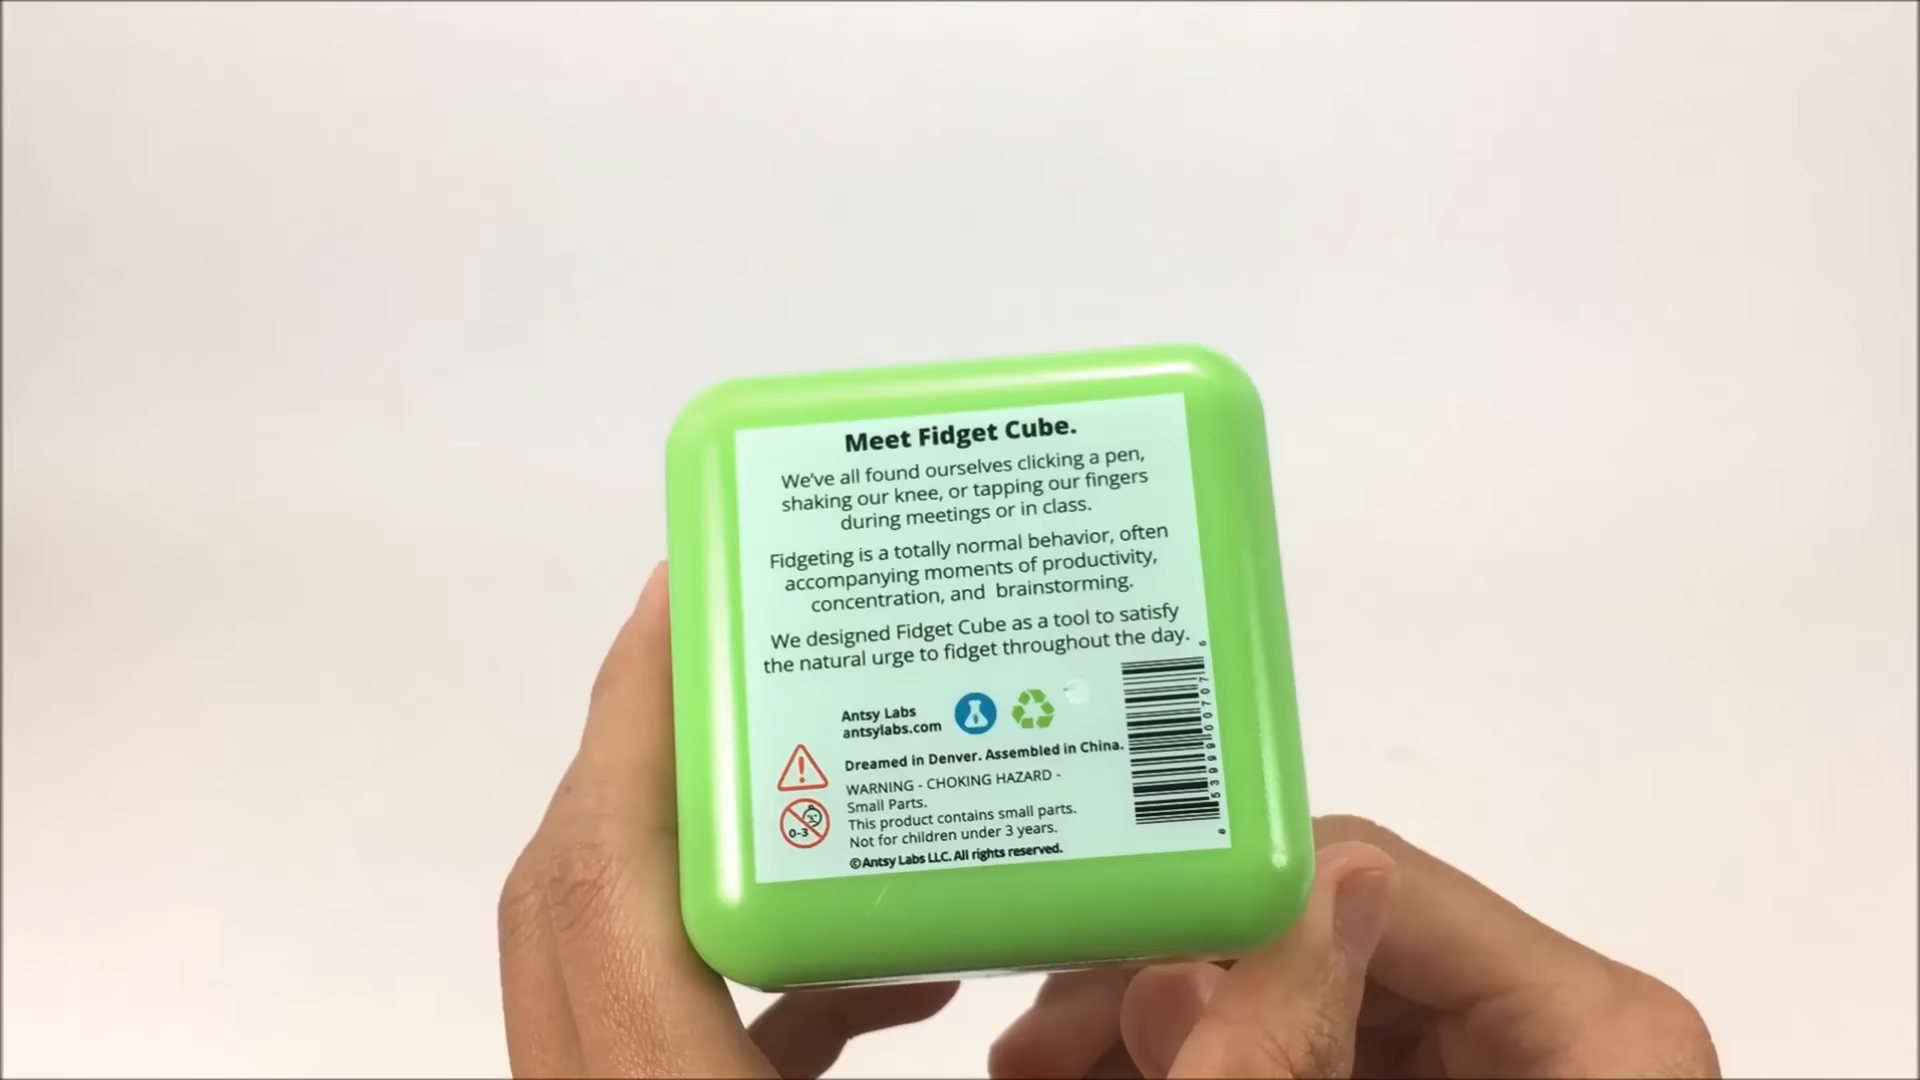 Meet Fidget Cube.
We've all found ourselves clicking a pen,
shaking our knee, or tapping our fingers
during meetings or in class.
Fidgeting is a totally normal behavior, often
accompanying moments of productivity,
concentration, and brainstorming.
We designed Fidget Cube as a tool to satisfy
the natural urge to fidget throughout the day.
Antsy Labs
antsylabs.com
Dreamed in Denver. Assembled in China.
WARNING - CHOKING HAZARD -
Small Parts.
This product contains small parts.
Not for children under 3 years.
©Antsy Labs LLC. All rights reserved.
0-3